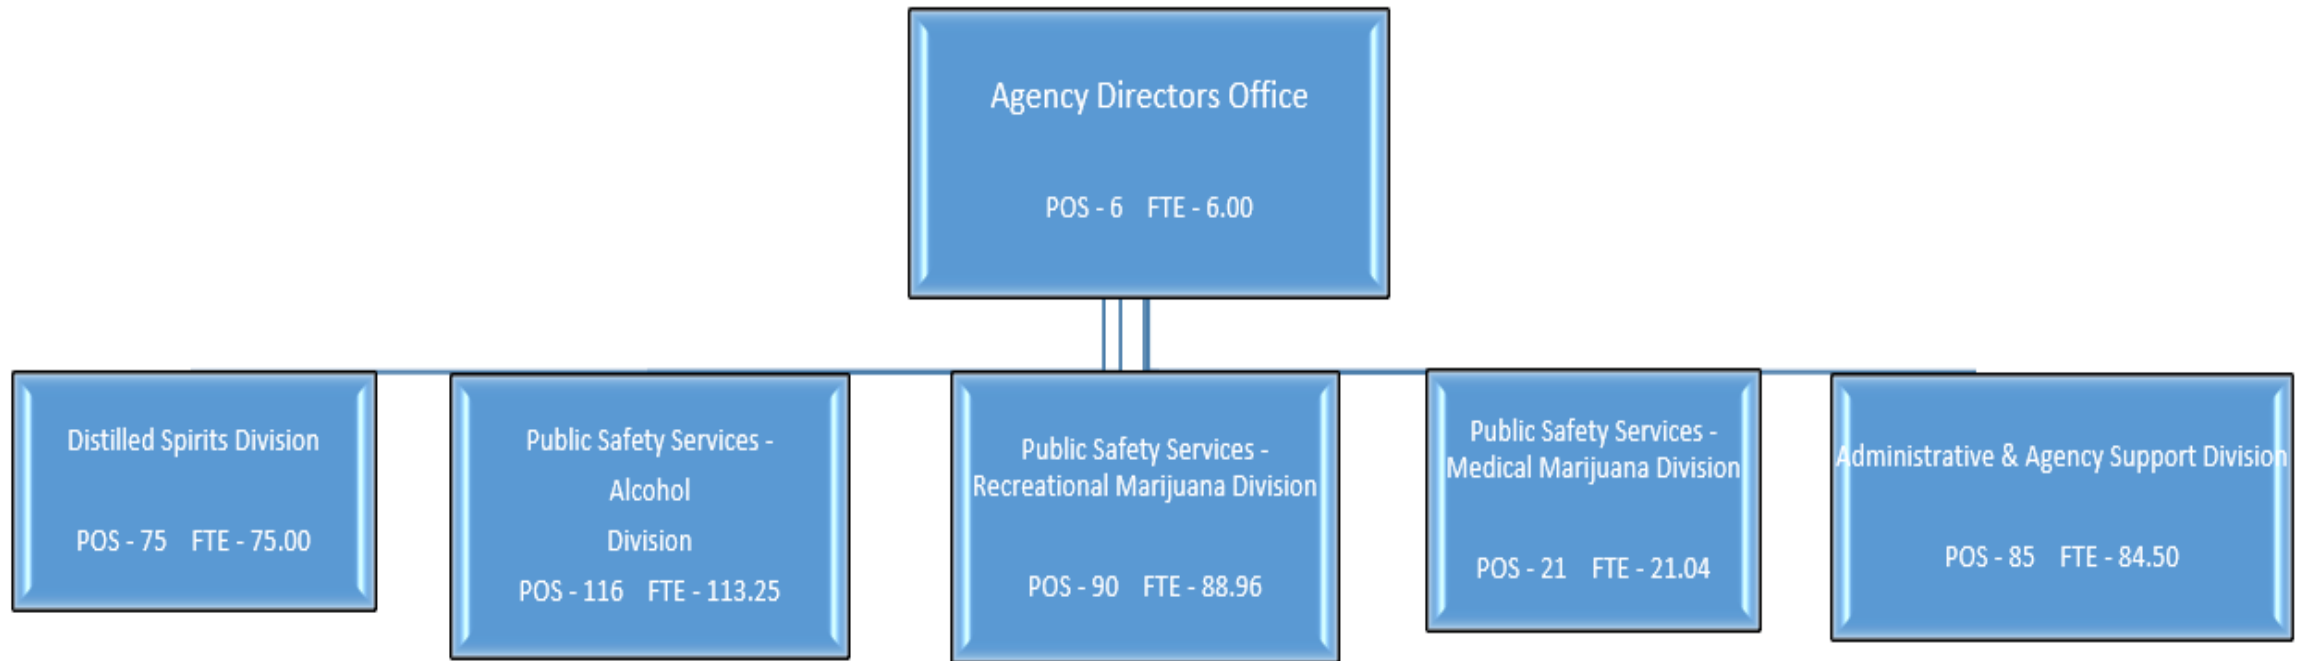 Agency Directors Office
POS - 6 FTE - 6.00
Distilled Spirits Division
POS - 75 FTE - 75.00
Public Safety Services -
Alcohol
Division
POS - 116 FTE - 113.25
Public Safety Services -
Recreational Marijuana Division
POS - 90 FTE - 88.96
Public Safety Services -
Medical Marijuana Division
POS - 21 FTE - 21.04
Administrative & Agency Support Division
POS - 85 FTE - 84.50